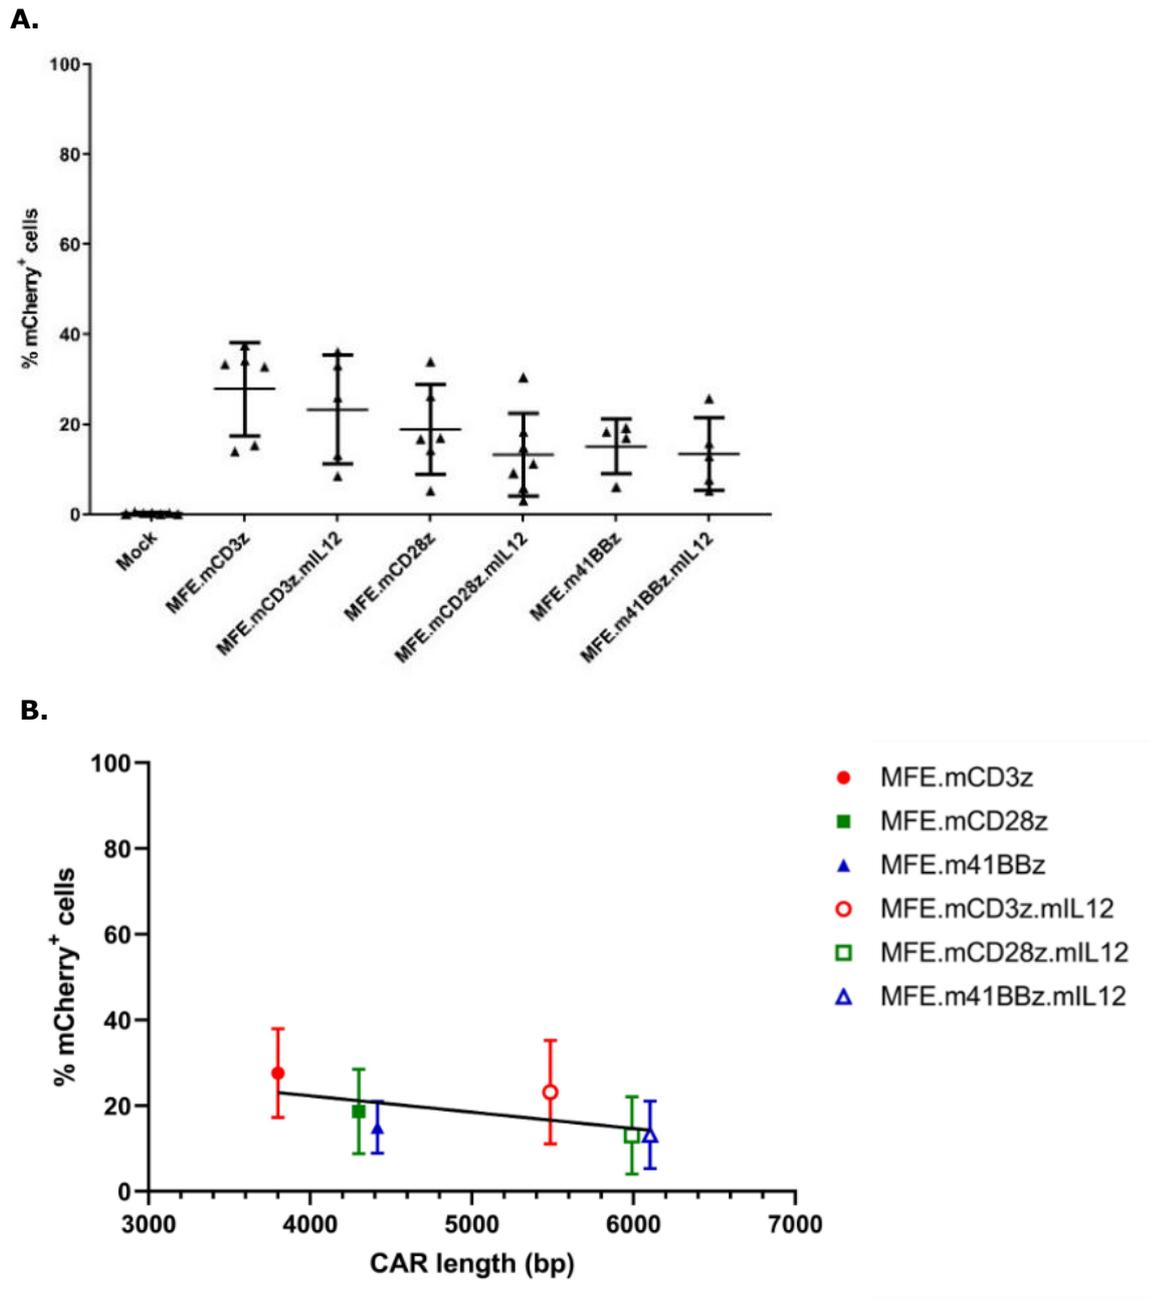 A.
100
80
60
40
20
0
% mCherry+ cells
Mock
MFE.mCD3z
MFE.mCD3z.mIL12
MFE.mCD28z
MFE.mCD28z.mIL12
MFE.m41BBz
MFE.m41BBz.mIL12
B.
100
80
60
40
20
0
% mCherry+ cells
3000 4000 5000 6000 7000
CAR length (bp)
MFE.mCD3z
MFE.mCD28z
MFE.m41BBz
MFE.mCD3z.mIL12
MFE.mCD28z.mIL12
MFE.m41BBz.mIL12